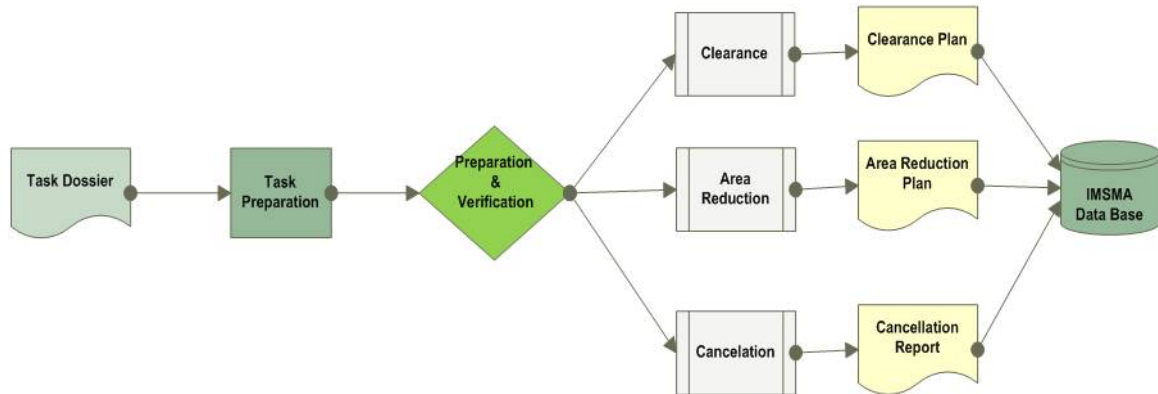 Task Dossier
Task
Preparation
Preparation
&
Verification
Clearance
Clearance Plan
Area
Reduction
Area Reduction
Plan
Cancelation
Cancellation
Report
IMSMA
Data Base